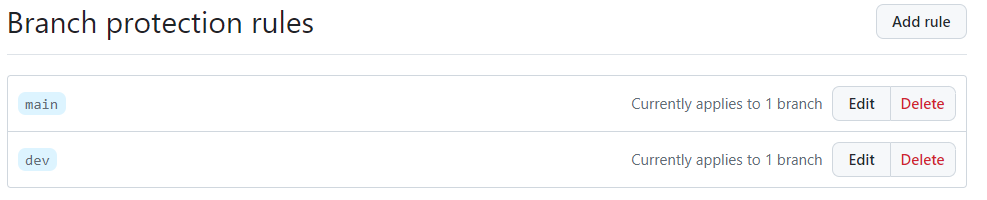 Branch protection rules Add rule
main Currently applies to 1 branch Edit Delete
dev Currently applies to 1 branch Edit Delete